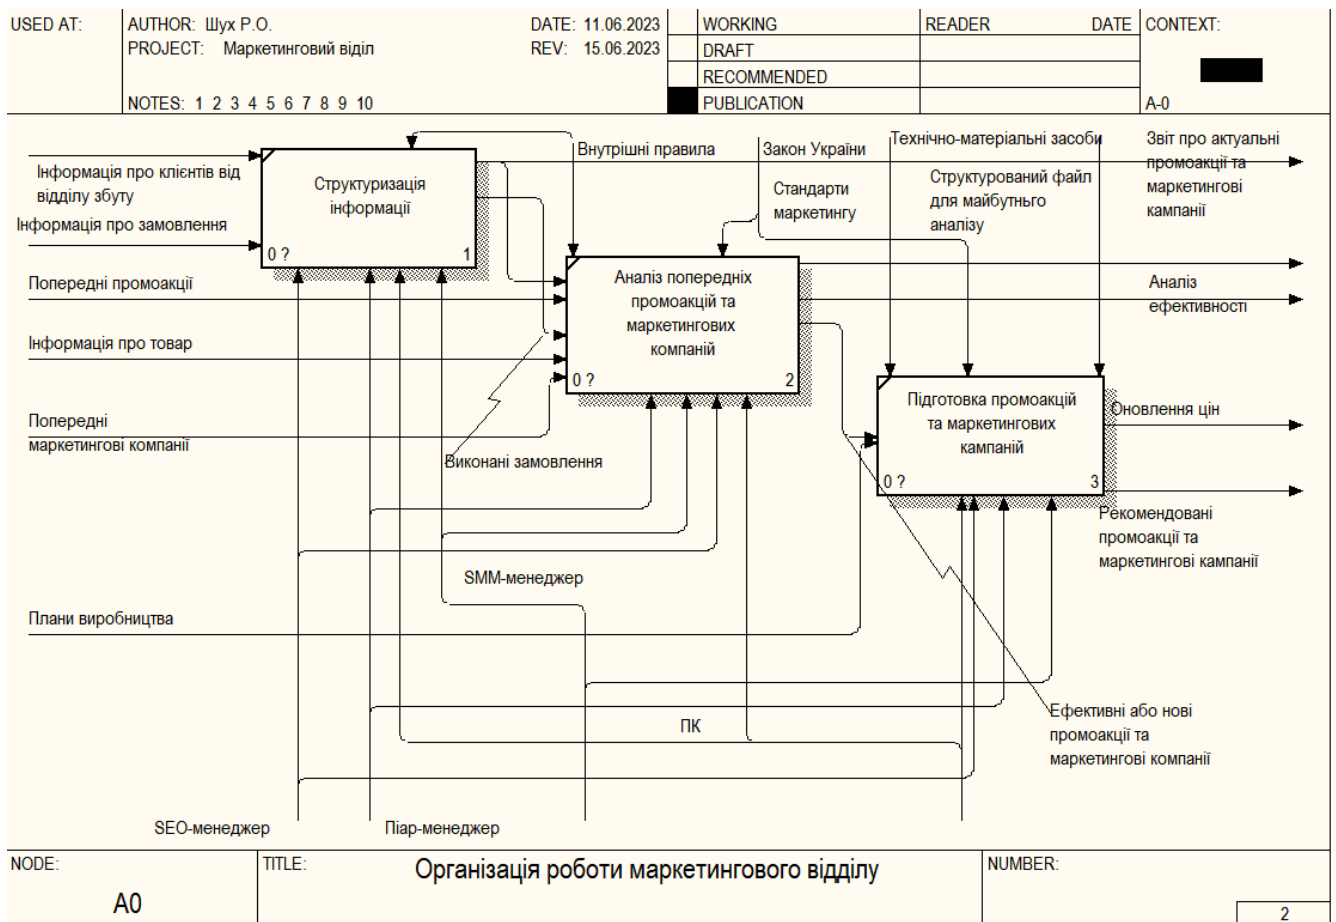 USED AT:
AUTHOR: Шух Р.О.
DATE: 11.06.2023
PROJECT: Маркетинговий віділ
REV: 15.06.2023
NOTES: 1 2 3 4 5 6 7 8 9 10
WORKING
DRAFT
RECOMMENDED
PUBLICATION
READER
DATE
CONTEXT:
A-0
Інформація про клієнтів від
відділу збуту
Інформація про замовлення
Попередні промоакції
Інформація про товар
Попередні
маркетингові компанії
Плани виробництва
Структуризація
інформації
0 ?
1
Внутрішні правила
Закон України
Стандарти
маркетингу
Технічно-матеріальні засоби
Структурований файл
для майбутнього
аналізу
Звіт про актуальні
промоакції та
маркетингові
кампанії
Аналіз попередніх
промоакцій та
маркетингових
компаній
0 ?
2
Аналіз
ефективності
Підготовка промоакцій
та маркетингових
кампаній
0 ?
3
Оновлення цін
Рекомендовані
промоакції та
маркетингові кампанії
Виконані замовлення
SMM-менеджер
ПК
Ефективні або нові
промоакції та
маркетингові компанії
SEO-менеджер
Піар-менеджер
NODE:
A0
TITLE:
Організація роботи маркетингового відділу
NUMBER:
2